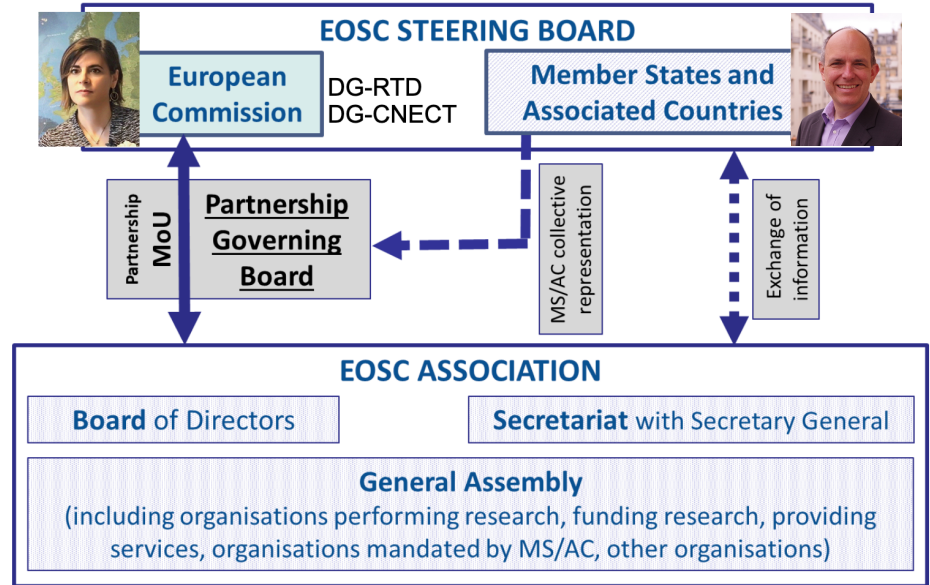 EOSC STEERING BOARD
European
Commission
DG-RTD
DG-CNECT
Member States and
Associated Countries
Partnership
MoU
Partnership
Governing
Board
MS/AC collective
representation
Exchange of
information
EOSC ASSOCIATION
Board of Directors
Secretariat with Secretary General
General Assembly
(including organisations performing research, funding research, providing
services, organisations mandated by MS/AC, other organisations)